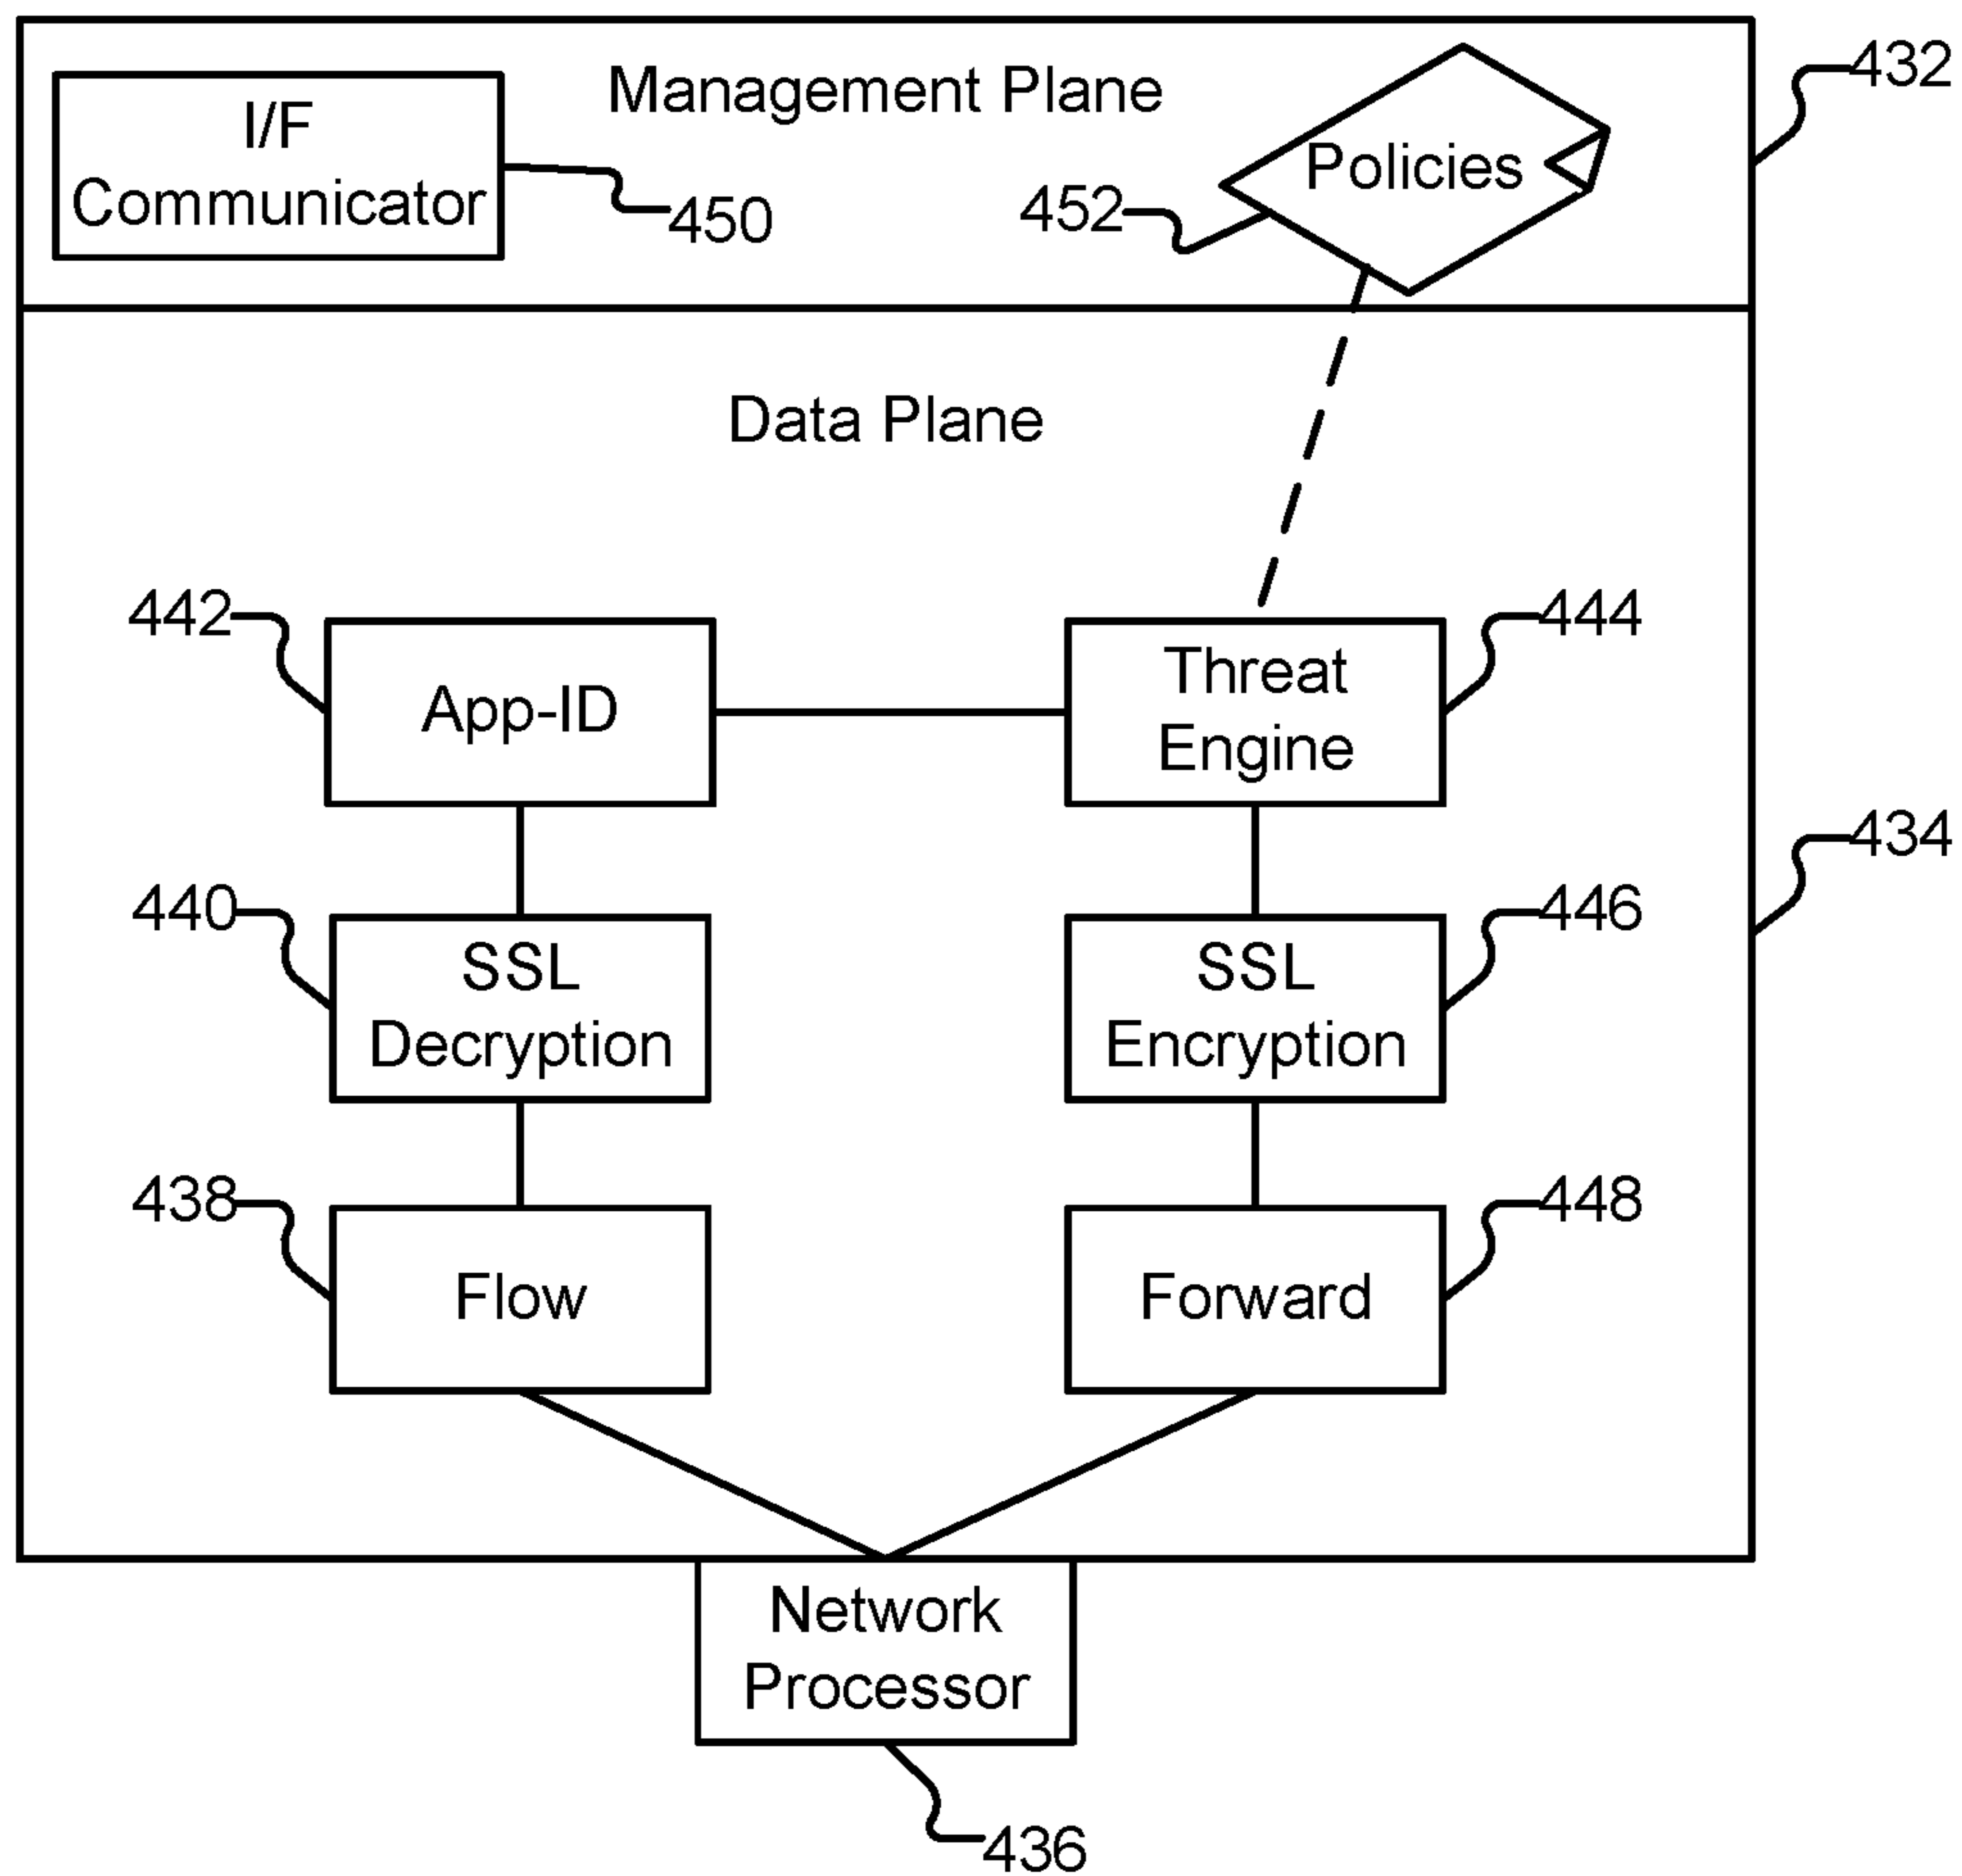 Management Plane
432
I/F
Communicator
450
452
Policies
Data Plane
442
App-ID
Threat
Engine
444
434
440
SSL
Decryption
SSL
Encryption
446
438
Flow
Forward
448
Network
Processor
436